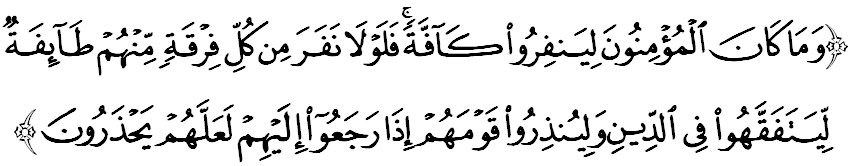 ﴿وَمَا كَانَ ٱلْمُؤْمِنُونَ لِيَنفِرُوا۟ كَآفَّةً ۚ فَلَوْلَا نَفَرَ مِن كُلِّ فِرْقَةٍ مِّنْهُمْ طَآئِفَةٌ
لِّيَتَفَقَّهُوا۟ فِى ٱلدِّينِ وَلِيُنذِرُوا۟ قَوْمَهُمْ إِذَا رَجَعُوٓا۟ إِلَيْهِمْ لَعَلَّهُمْ يَحْذَرُونَ﴾